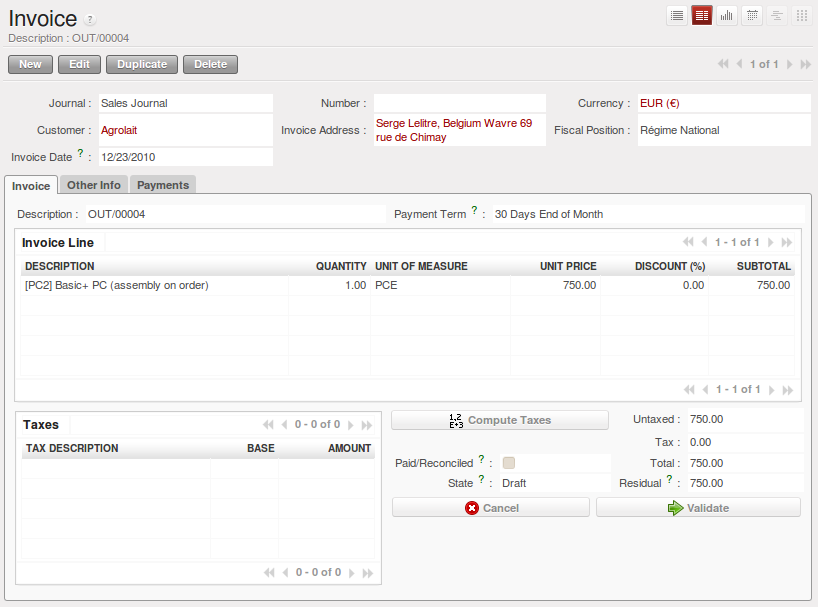 Invoice ?
Description : OUT/00004
New Edit Duplicate Delete 1 of 1
Journal : Sales Journal Number : Currency : EUR (€)
Customer : Agrolait Invoice Address : Serge Lelitre, Belgium Wavre 69 rue de Chimay Fiscal Position : Régime National
Invoice Date ? : 12/23/2010
Invoice Other Info Payments
Description : OUT/00004 Payment Term ? : 30 Days End of Month
Invoice Line 1 - 1 of 1
DESCRIPTION QUANTITY UNIT OF MEASURE UNIT PRICE DISCOUNT (%) SUBTOTAL
[PC2] Basic+ PC (assembly on order) 1.00 PCE 750.00 0.00 750.00
1 - 1 of 1
Taxes 0 - 0 of 0
TAX DESCRIPTION BASE AMOUNT
0 - 0 of 0
1,2 E+3 Compute Taxes Untaxed : 750.00
Tax : 0.00
Paid/Reconciled ? : Total : 750.00
State ? : Draft Residual ? : 750.00
Cancel Validate